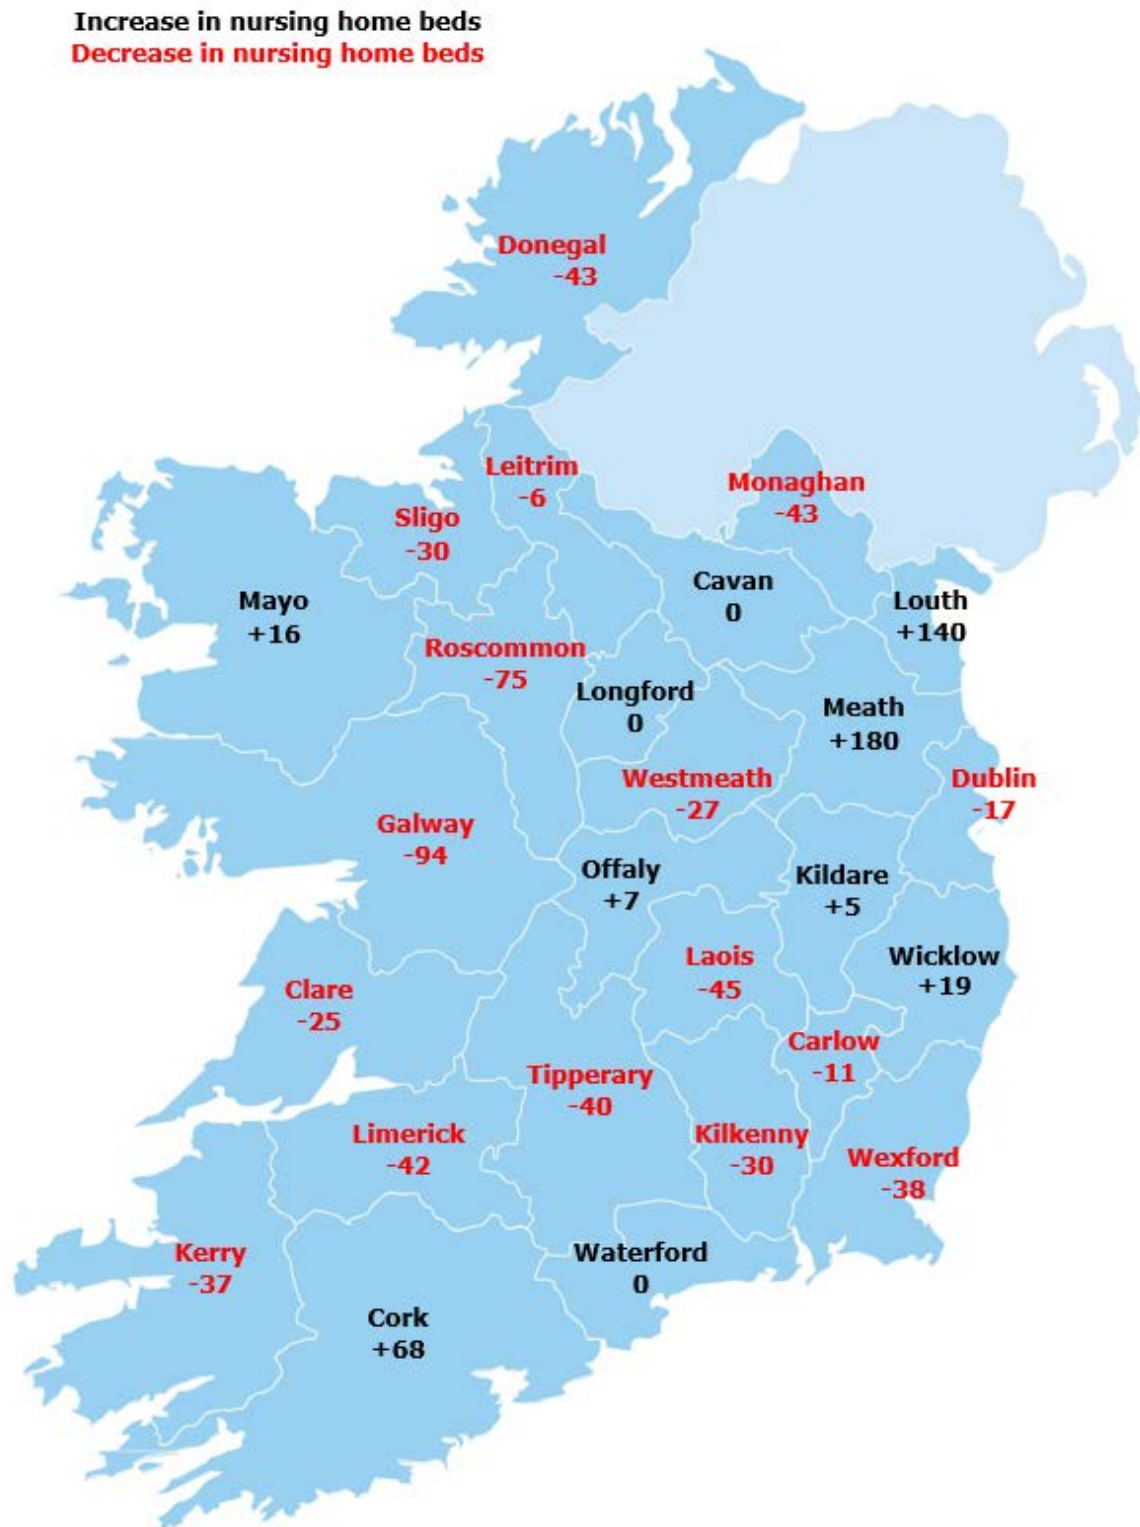 Increase in nursing home beds
Decrease in nursing home beds
Donegal
-43
Leitrim
-6
Monaghan
-43
Sligo
-30
Cavan
0
Mayo
+16
Louth
+140
Roscommon
-75
Longford
0
Meath
+180
Westmeath
-27
Dublin
-17
Galway
-94
Offaly
+7
Kildare
+5
Laois
-45
Wicklow
+19
Clare
-25
Carlow
-11
Tipperary
-40
Limerick
-42
Kilkenny
-30
Wexford
-38
Kerry
-37
Waterford
0
Cork
+68